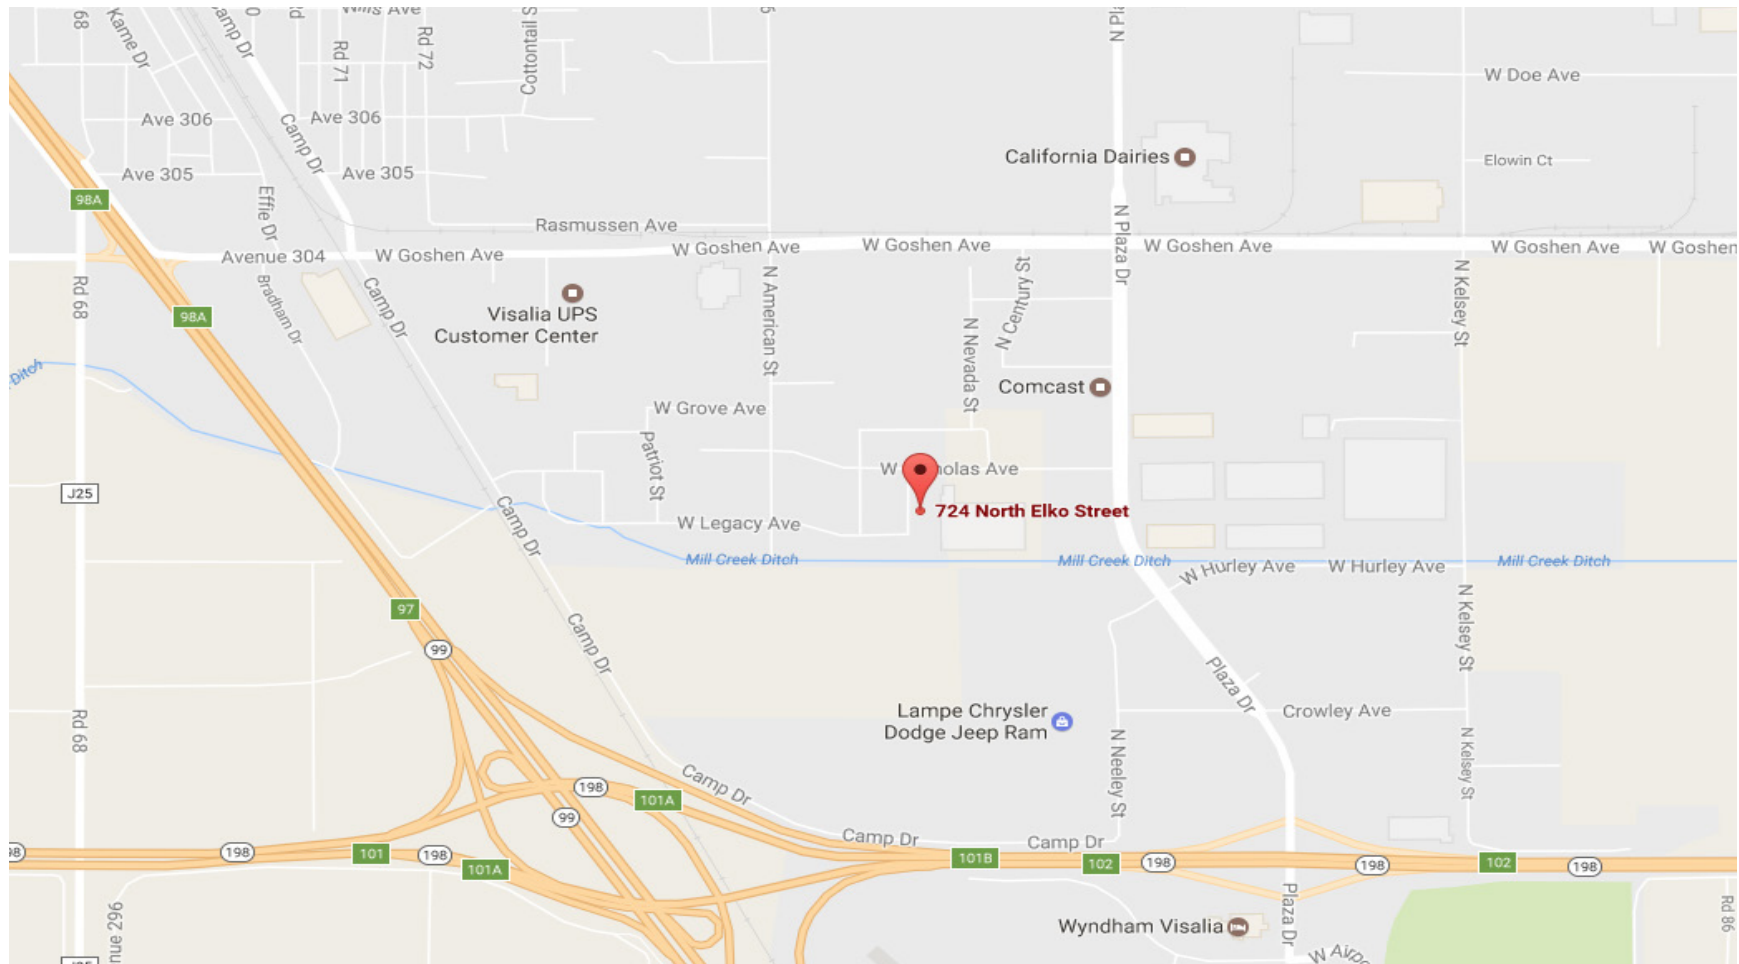 68
Kame Dr
Camp Dr
Rd 71
Wills Ave
Rd 72
Cottontail S
W Doe Ave
Ave 306
Camp Dr
Ave 306
California Dairies
Elowin Ct
Ave 305
Ave 305
98A
Effie Dr
Rasmussen Ave
N Plaza Dr
Avenue 304
W Goshen Ave
W Goshen Ave
W Goshen Ave
W Goshen Ave
W Goshen Ave
W Goshen
Rd 68
Bradham Dr
Camp Dr
98A
Visalia UPS
Customer Center
N American St
N Nevada St
N Century St
N Kelsey St
Ditch
Comcast
W Grove Ave
Patriot St
J25
Camp Dr
W Legacy Ave
724 North Elko Street
Mill Creek Ditch
Mill Creek Ditch
Mill Creek Ditch
W Hurley Ave
W Hurley Ave
97
99
Camp Dr
N Kelsey St
Plaza Dr
Rd 68
Lampe Chrysler
Dodge Jeep Ram
Crowley Ave
N Neeley St
N Kelsey St
Camp Dr
198
101A
99
Camp Dr
Camp Dr
98
198
101
198
101A
101B
102
198
198
102
198
nue 296
Wyndham Visalia
Plaza Dr
Rd 86